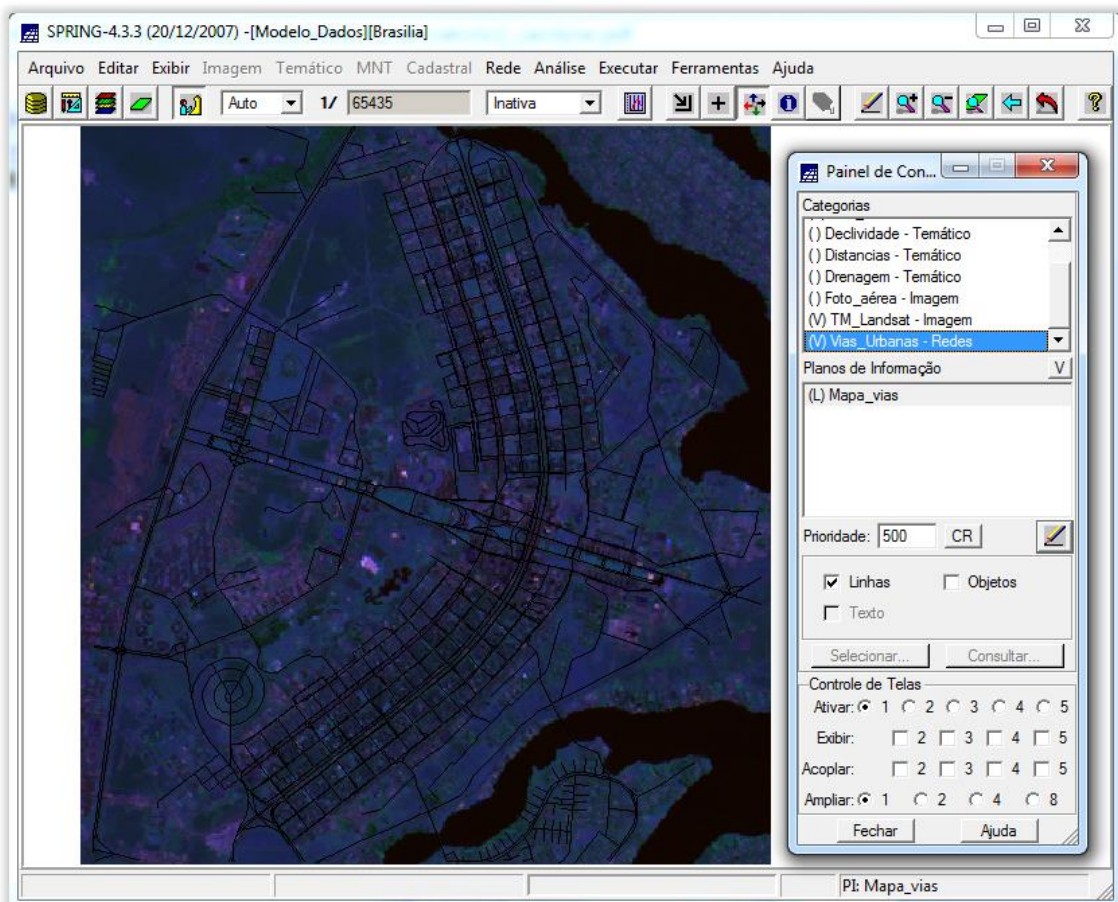 SPRING-4.3.3 (20/12/2007) -[Modelo_Dados][Brasilia]
Arquivo Editar Exibir Imagem Temático MNT Cadastral Rede Análise Executar Ferramentas Ajuda
Auto 1/ 65435 Inativa
Painel de Con...
Categorias
( ) Declividade - Temático
( ) Distancias - Temático
( ) Drenagem - Temático
( ) Foto_aérea - Imagem
(V) TM_Landsat - Imagem
(V) Vias_Urbanas - Redes
Planos de Informação V
(L) Mapa_vias
Prioridade: 500 CR
Linhas Objetos
Texto
Selecionar... Consultar...
Controle de Telas
Ativar: 1 2 3 4 5
Exibir: 2 3 4 5
Acoplar: 2 3 4 5
Ampliar: 1 2 4 8
Fechar Ajuda
PI: Mapa_vias